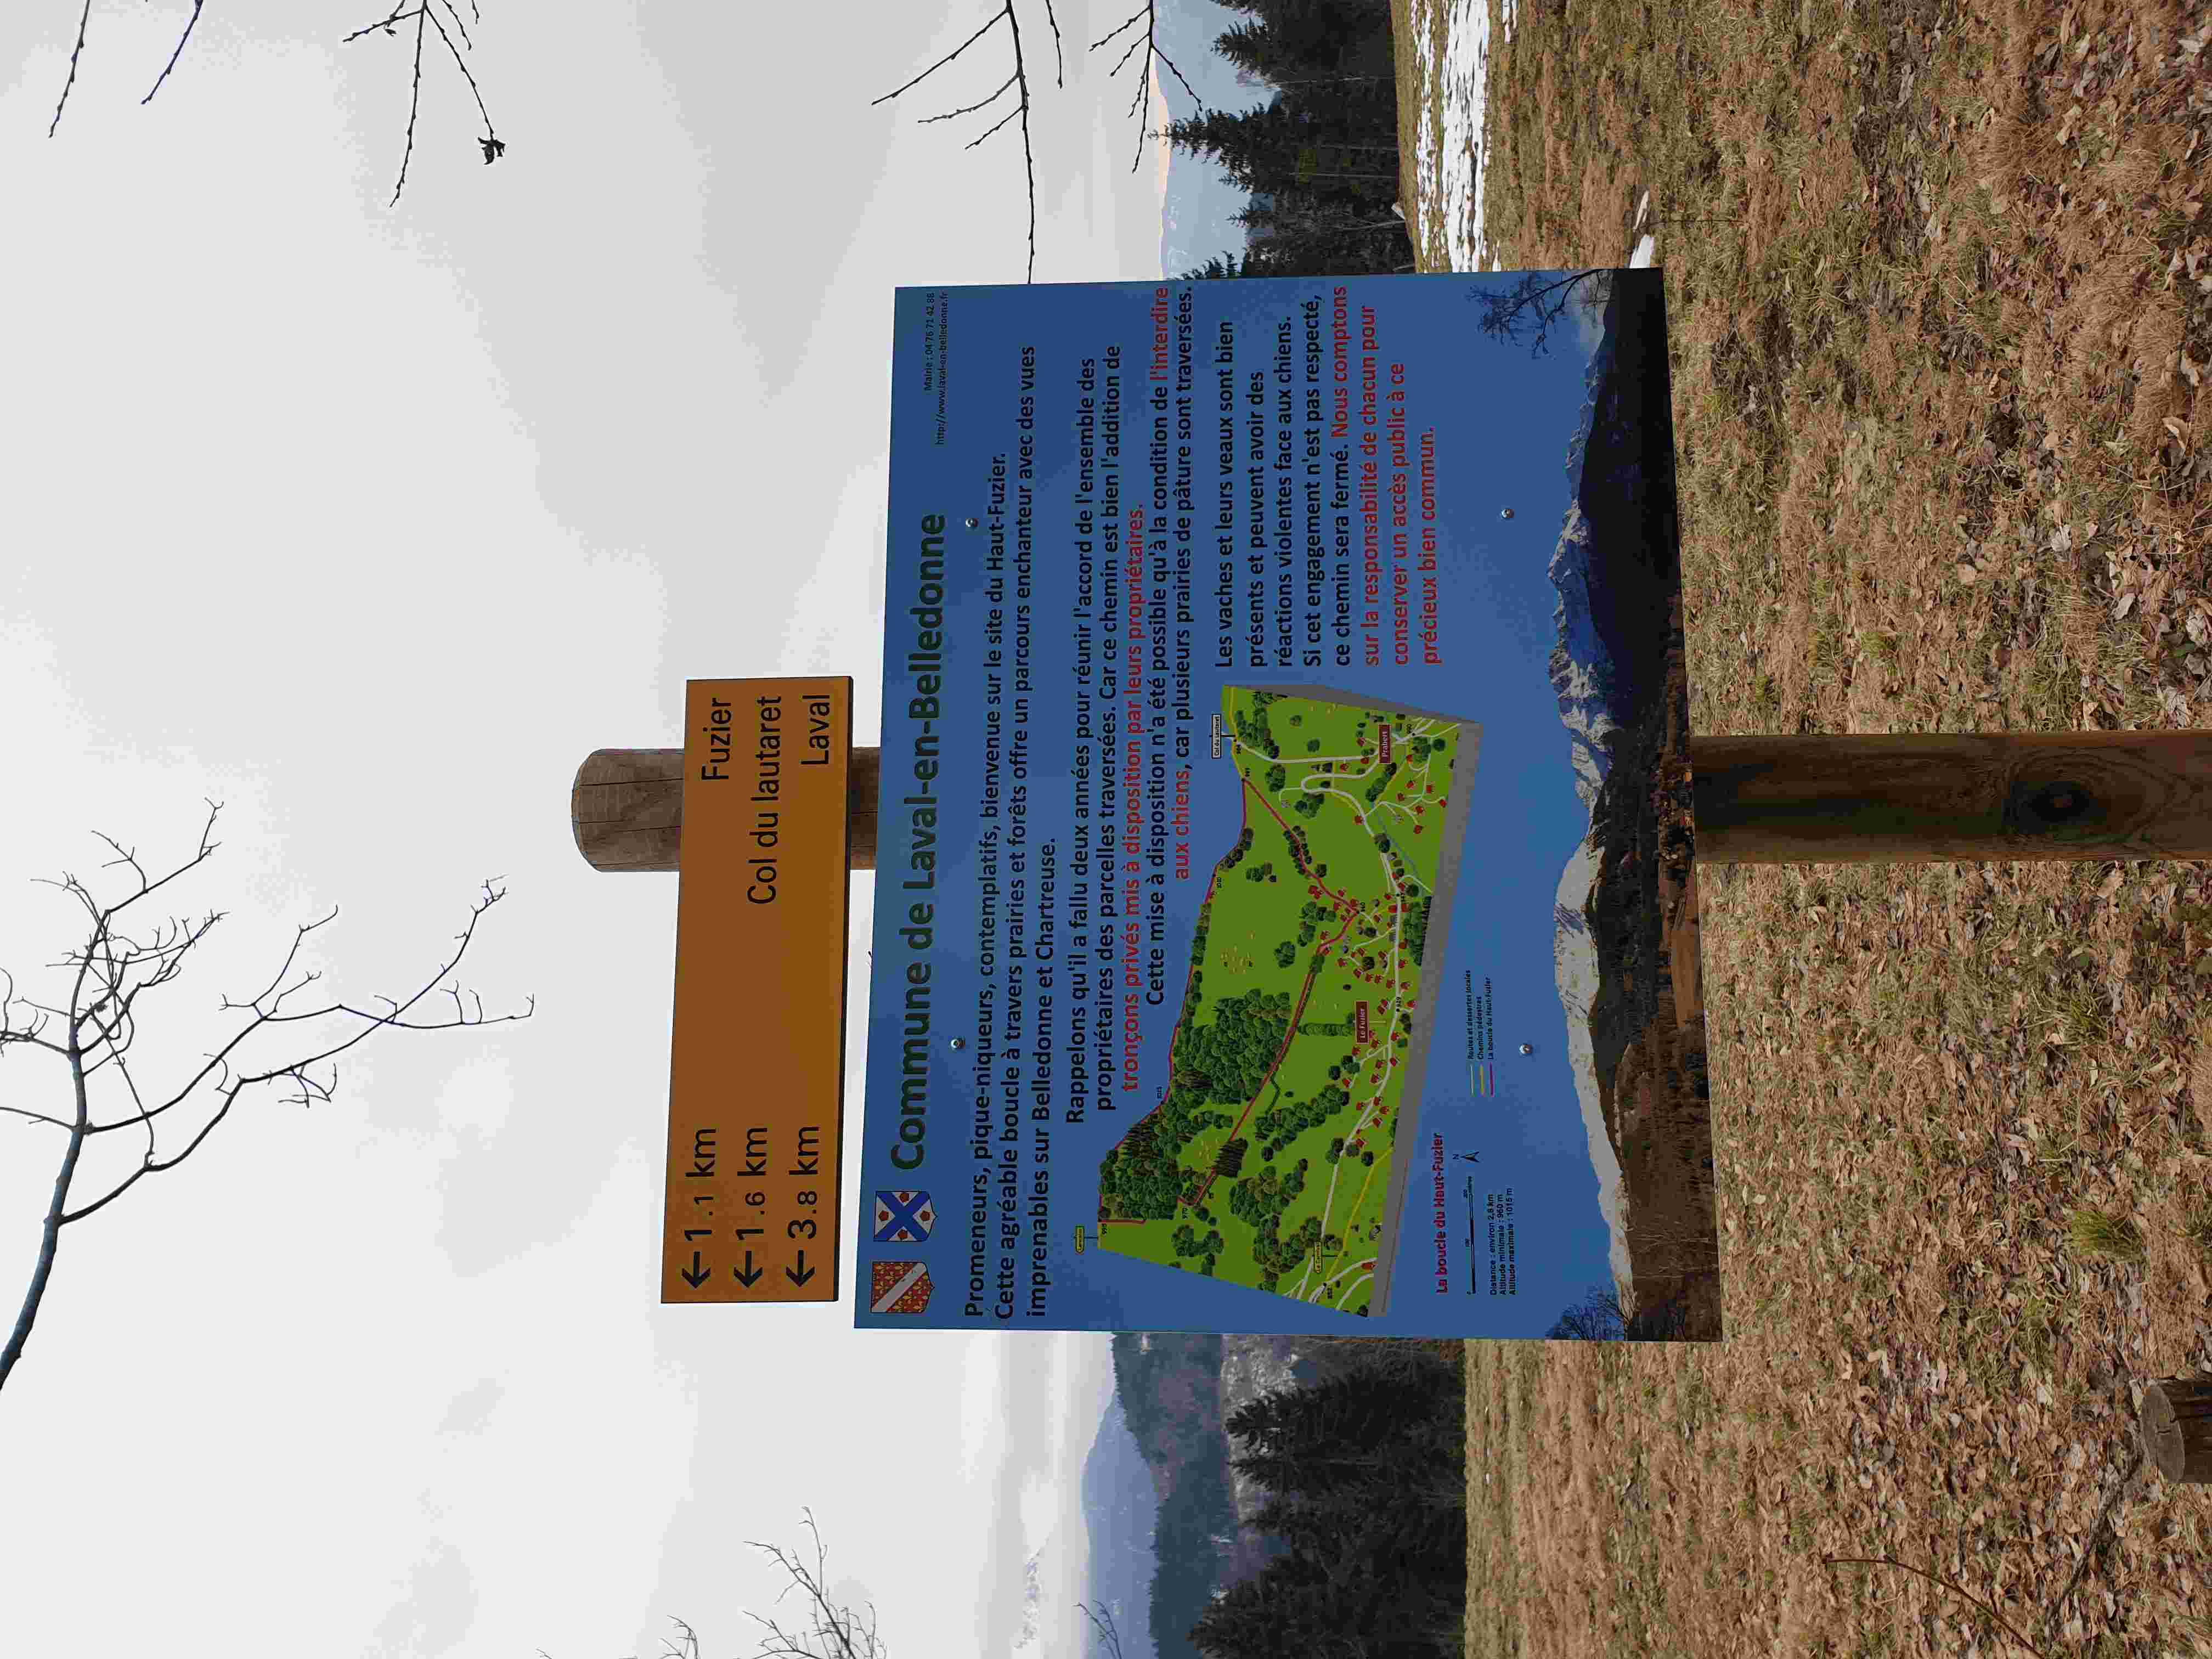 ←1.1 km Fuzier
←1.6 km Col du lautaret
←3.8 km Laval
Commune de Laval-en-Belledonne
Mairie : 04 76 71 42 88
http://www.laval-en-belledonne.fr
Promeneurs, pique-niqueurs, contemplatifs, bienvenue sur le site du Haut-Fuzier.
Cette agréable boucle à travers prairies et forêts offre un parcours enchanteur avec des vues
imprenables sur Belledonne et Chartreuse.
Rappelons qu'il a fallu deux années pour réunir l'accord de l'ensemble des
propriétaires des parcelles traversées. Car ce chemin est bien l'addition de
tronçons privés mis à disposition par leurs propriétaires.
Cette mise à disposition n'a été possible qu'à la condition de l'interdire
aux chiens, car plusieurs prairies de pâture sont traversées.
Les vaches et leurs veaux sont bien
présents et peuvent avoir des
réactions violentes face aux chiens.
Si cet engagement n'est pas respecté,
ce chemin sera fermé. Nous comptons
sur la responsabilité de chacun pour
conserver un accès public à ce
précieux bien commun.
1015
970
1010
Col du Lautaret
Le Fuzier
Prabert
La boucle du Haut-Fuzier
N
Distance : environ 2,8 km
Altitude minimale : 960 m
Altitude maximale : 1015 m
Routes et dessertes locales
Chemins pédestres
La boucle du Haut-Fuzier